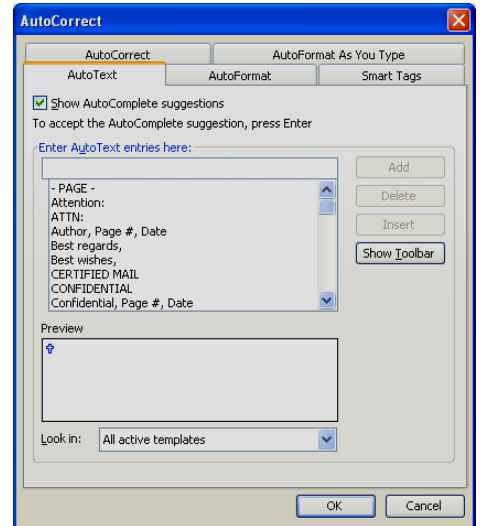 AutoCorrect
AutoCorrect
AutoFormat As You Type
AutoText
AutoFormat
Smart Tags
Show AutoComplete suggestions
To accept the AutoComplete suggestion, press Enter
Enter AutoText entries here:
Add
- PAGE -
Attention:
ATTN:
Author, Page #, Date
Best regards,
Best wishes,
CERTIFIED MAIL
CONFIDENTIAL
Confidential, Page #, Date
Delete
Insert
Show Toolbar
Preview
Look in:
All active templates
OK
Cancel